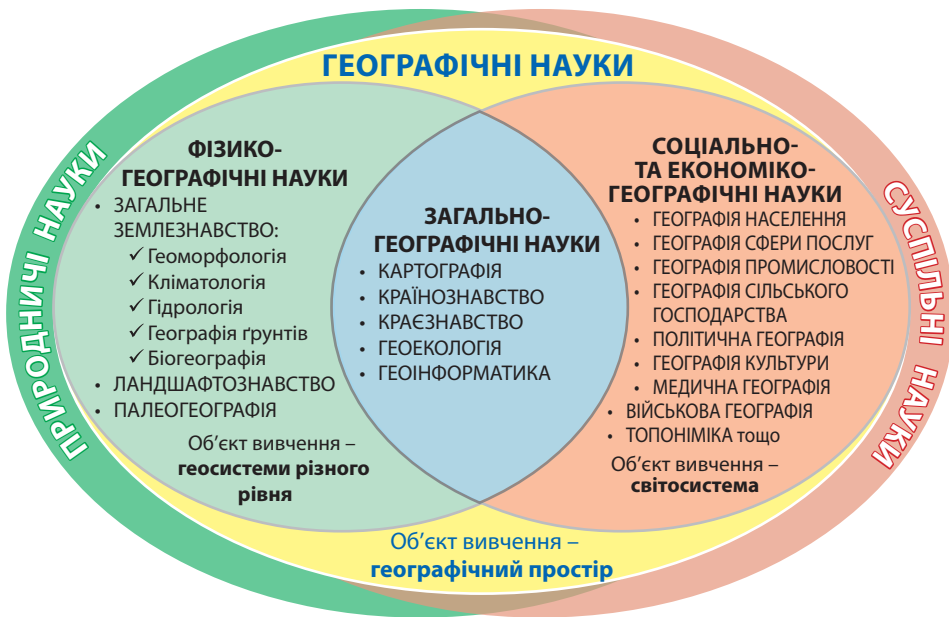 ГЕОГРАФІЧНІ НАУКИ
ПРИРОДНИЧІ НАУКИ
ФІЗИКО-
ГЕОГРАФІЧНІ НАУКИ
• ЗАГАЛЬНЕ
ЗЕМЛЕЗНАВСТВО:
✓ Геоморфологія
✓ Кліматологія
✓ Гідрологія
✓ Географія ґрунтів
✓ Біогеографія
• ЛАНДШАФТОЗНАВСТВО
• ПАЛЕОГЕОГРАФІЯ
Об’єкт вивчення –
геосистеми різного
рівня
ЗАГАЛЬНО-
ГЕОГРАФІЧНІ НАУКИ
• КАРТОГРАФІЯ
• КРАЇНОЗНАВСТВО
• КРАЄЗНАВСТВО
• ГЕОЕКОЛОГІЯ
• ГЕОІНФОРМАТИКА
СОЦІАЛЬНО-
ТА ЕКОНОМІКО-
ГЕОГРАФІЧНІ НАУКИ
• ГЕОГРАФІЯ НАСЕЛЕННЯ
• ГЕОГРАФІЯ СФЕРИ ПОСЛУГ
• ГЕОГРАФІЯ ПРОМИСЛОВОСТІ
• ГЕОГРАФІЯ СІЛЬСЬКОГО
ГОСПОДАРСТВА
• ПОЛІТИЧНА ГЕОГРАФІЯ
• ГЕОГРАФІЯ КУЛЬТУРИ
• МЕДИЧНА ГЕОГРАФІЯ
• ВІЙСЬКОВА ГЕОГРАФІЯ
• ТОПОНІМІКА тощо
Об’єкт вивчення –
світосистема
СУСПІЛЬНІ НАУКИ
Об’єкт вивчення –
географічний простір